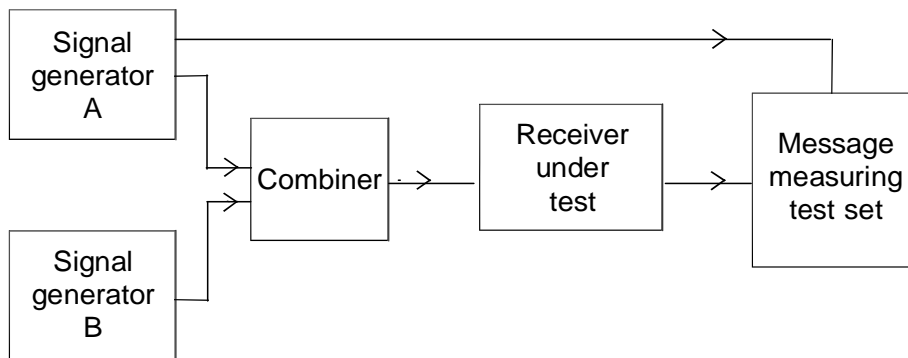 Signal
generator
A
Combiner
Receiver
under
test
Message
measuring
test set
Signal
generator
B